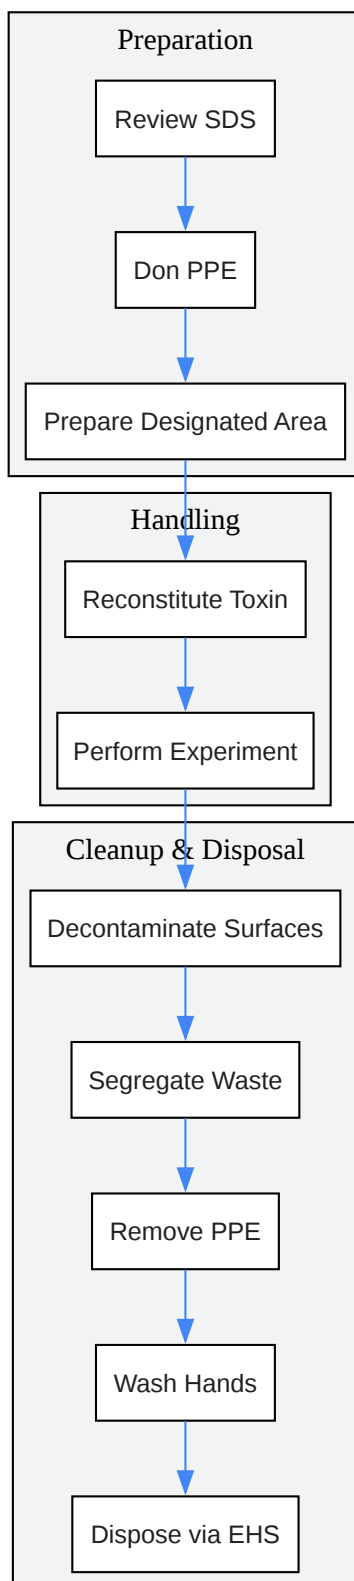 Preparation
Review SDS
Don PPE
Prepare Designated Area
Handling
Reconstitute Toxin
Perform Experiment
Cleanup & Disposal
Decontaminate Surfaces
Segregate Waste
Remove PPE
Wash Hands
Dispose via EHS